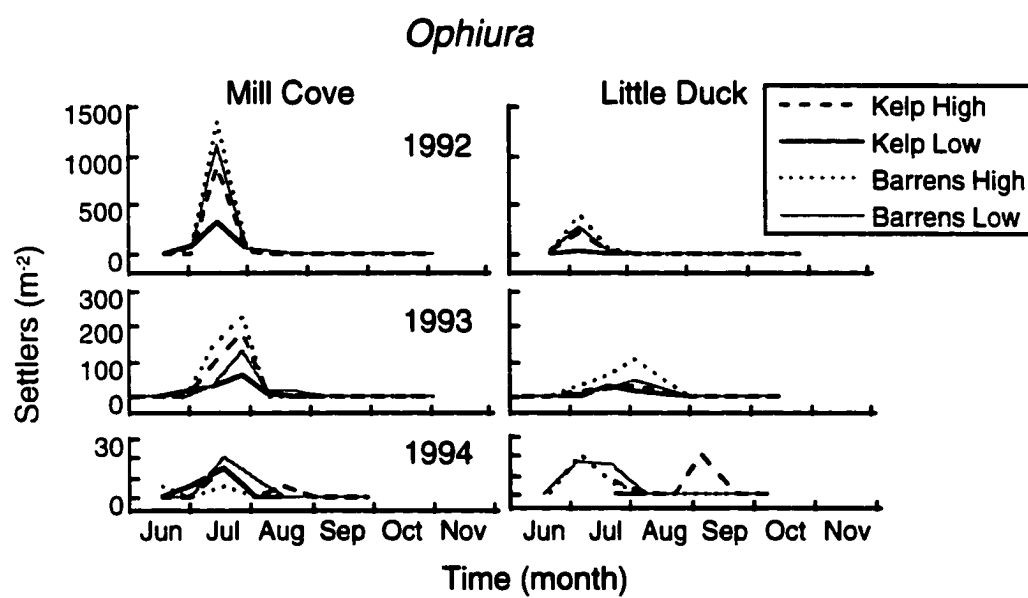 Ophiura
Mill Cove
Little Duck
Kelp High
Kelp Low
Barrens High
Barrens Low
1500
1000
500
0
1992
300
200
100
0
1993
30
0
1994
Settlers (m-2)
Jun Jul Aug Sep Oct Nov
Jun Jul Aug Sep Oct Nov
Time (month)